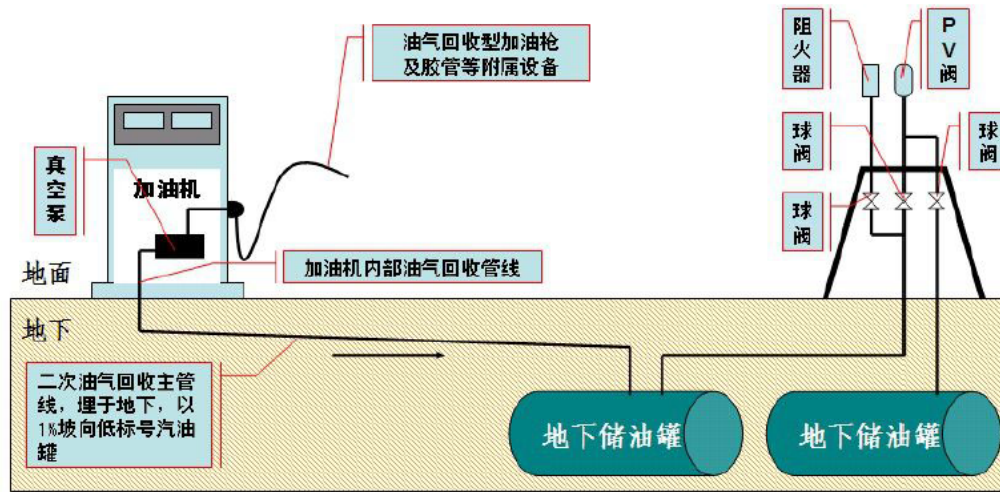 油气回收型加油枪
及胶管等附属设备
阻火器
PV阀
真空泵
加油机
球阀
球阀
球阀
加油机内部油气回收管线
地面
地下
二次油气回收主管
线，埋于地下，以
1%坡向低标号汽油
罐
地下储油罐
地下储油罐